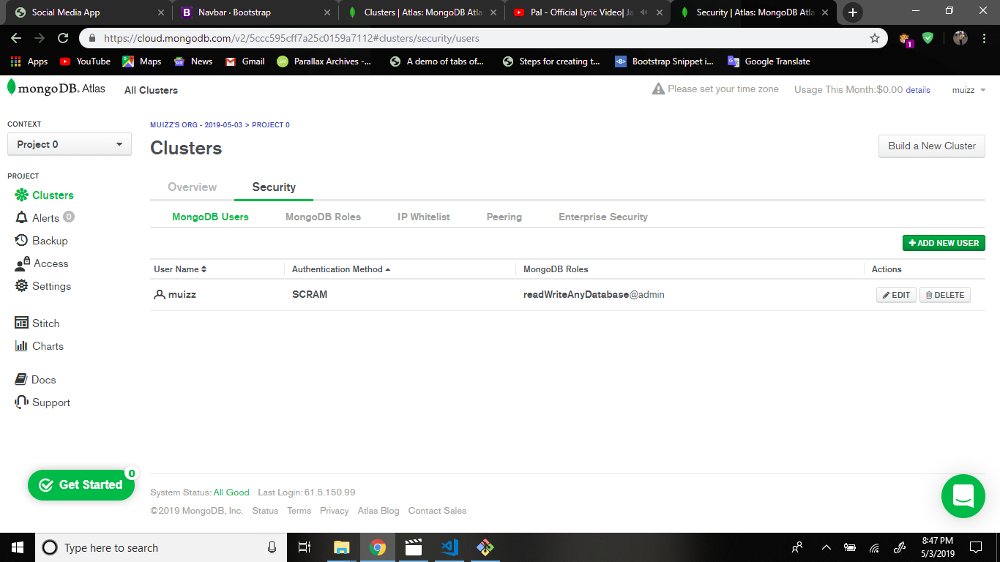 Social Media App
Navbar · Bootstrap
Clusters | Atlas: MongoDB Atla
Pal - Official Lyric Video| Ja
Security | Atlas: MongoDB Atla
https://cloud.mongodb.com/v2/5ccc595cff7a25c0159a7112#clusters/security/users
1
Apps
YouTube
Maps
News
Gmail
Parallax Archives -...
A demo of tabs of...
Steps for creating t...
Bootstrap Snippet i...
Google Translate
mongoDB. Atlas
All Clusters
Please set your time zone
Usage This Month:$0.00 details
muizz
CONTEXT
Project 0
PROJECT
Clusters
Alerts 0
Backup
Access
Settings
Stitch
Charts
Docs
Support
Get Started
0
MUIZZ'S ORG - 2019-05-03 > PROJECT 0
Clusters
Build a New Cluster
Overview
Security
MongoDB Users
MongoDB Roles
IP Whitelist
Peering
Enterprise Security
+ ADD NEW USER
User Name
Authentication Method
MongoDB Roles
Actions
muizz
SCRAM
readWriteAnyDatabase@admin
EDIT
DELETE
System Status: All Good Last Login: 61.5.150.99
©2019 MongoDB, Inc. Status Terms Privacy Atlas Blog Contact Sales
Type here to search
8:47 PM
5/3/2019